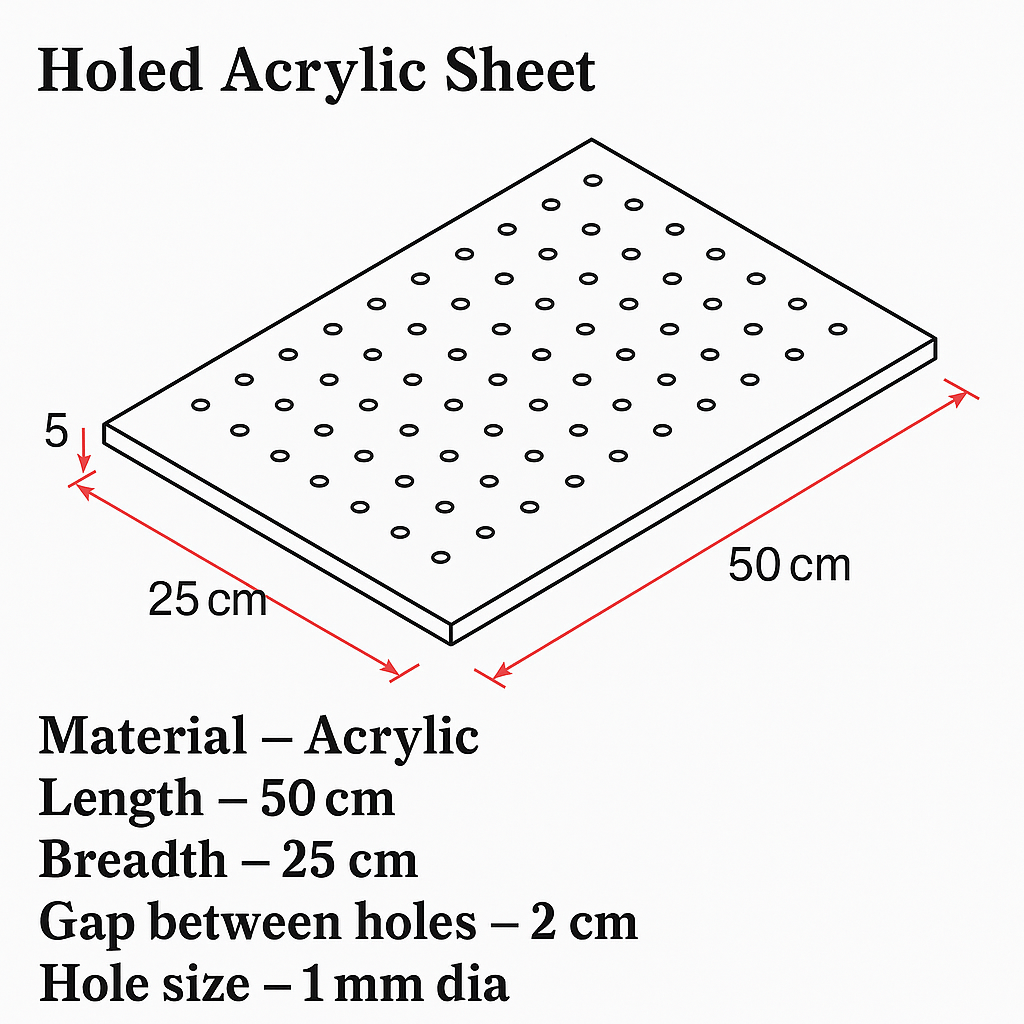 Holed Acrylic Sheet
5
25 cm
50 cm
Material – Acrylic
Length – 50 cm
Breadth – 25 cm
Gap between holes – 2 cm
Hole size – 1 mm dia